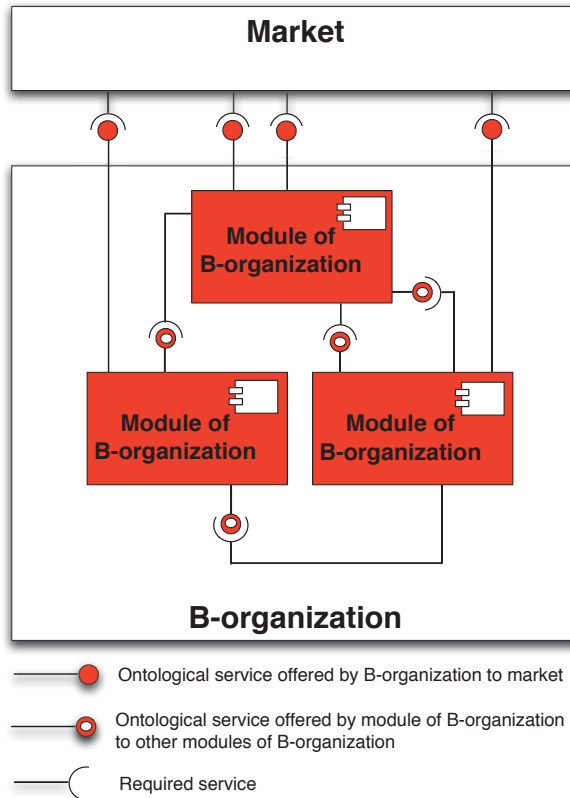 Market
Module of
B-organization
Module of
B-organization
Module of
B-organization
B-organization
Ontological service offered by B-organization to market
Ontological service offered by module of B-organization
to other modules of B-organization
Required service